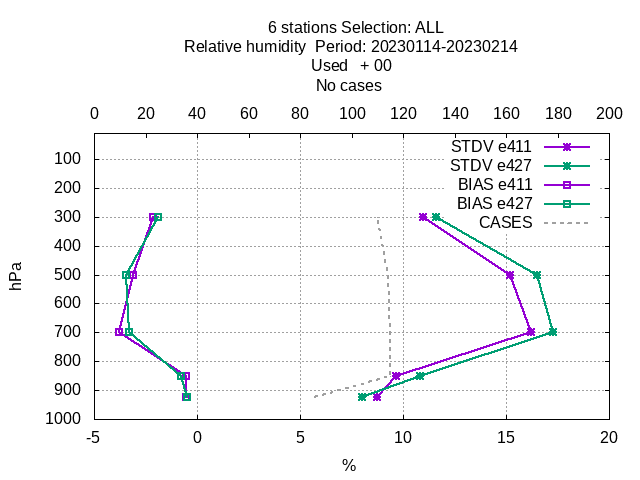 6 stations Selection: ALL
Relative humidity  Period: 20230114-20230214
Used   + 00
No cases
0 20 40 60 80 100 120 140 160 180 200
STDV e411
STDV e427
BIAS e411
BIAS e427
CASES
hPa
100
200
300
400
500
600
700
800
900
1000
-5 0 5 10 15 20
%